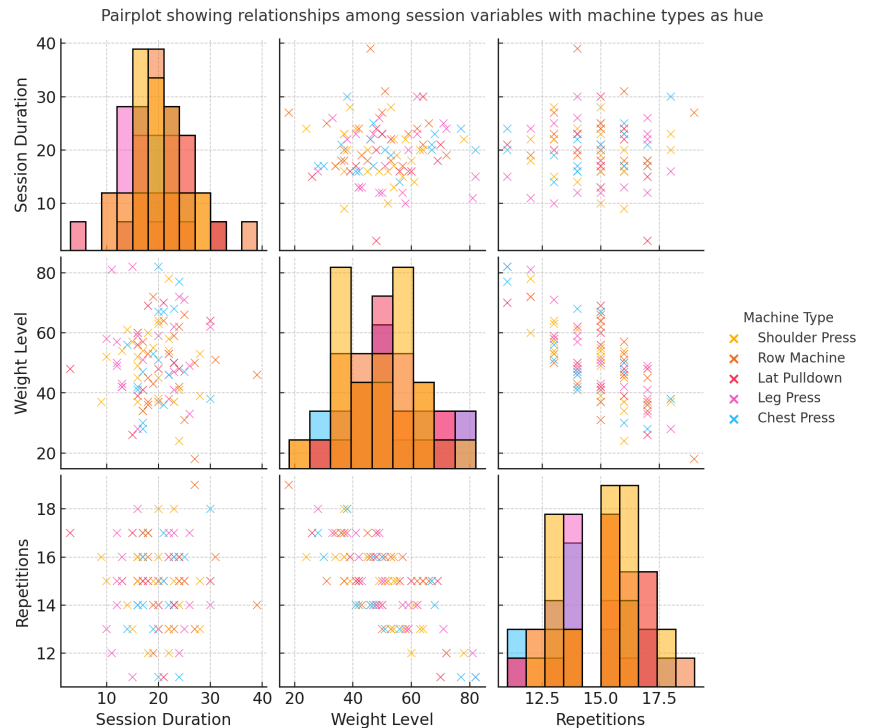 Pairplot showing relationships among session variables with machine types as hue
40
30
20
10
Session Duration
80
60
40
20
Weight Level
18
16
14
12
Repetitions
10 20 30 40
Session Duration
20 40 60 80
Weight Level
12.5 15.0 17.5
Repetitions
Machine Type
Shoulder Press
Row Machine
Lat Pulldown
Leg Press
Chest Press